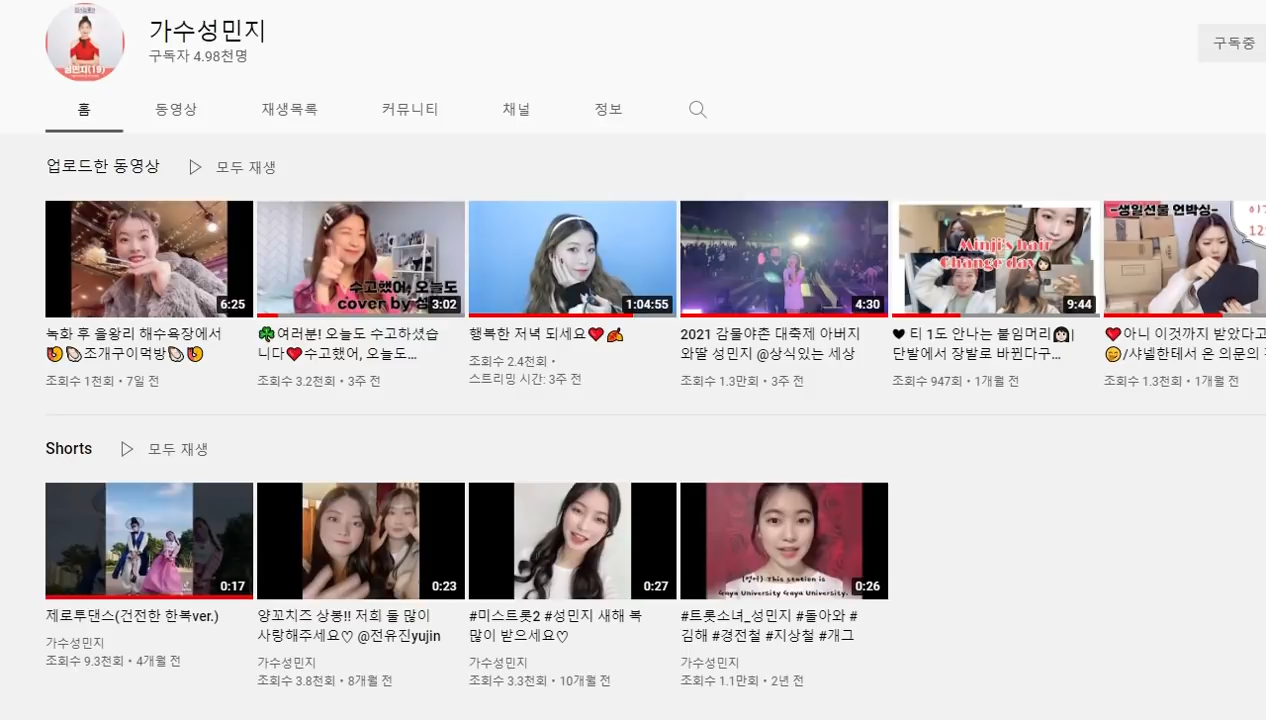 가수성민지
구독자 4.98천명
구독중
홈
동영상
재생목록
커뮤니티
채널
정보
업로드한 동영상
모두 재생
6:25
수고했어, 오늘도
cover by
3:02
1:04:55
4:30
Minji's hair
Change day
9:44
-생일선물 언박싱-
녹화 후 을왕리 해수욕장에서
조개구이먹방
조회수 1천회・7일 전
여러분! 오늘도 수고하셨습
니다❤수고했어, 오늘도...
조회수 3.2천회・3주 전
행복한 저녁 되세요❤🍂
조회수 2.4천회・
스트리밍 시간: 3주 전
2021 감물야촌 대축제 아버지
와딸 성민지 @상식있는 세상
조회수 1.3만회・3주 전
🖤 티 1도 안나는 붙임머리👩🏻|
단발에서 장발로 바뀐다구...
조회수 947회・1개월 전
❤아니 이것까지 받았다고
😄/샤넬한테서 온 의문의
조회수 1.3천회・1개월 전
Shorts
모두 재생
0:17
0:23
0:27
(영어) This station is
Gaya University Gaya University.
0:26
제로투댄스(건전한 한복ver.)
가수성민지
조회수 9.3천회・4개월 전
양꼬치즈 상봉!! 저희 둘 많이
사랑해주세요♡ @전유진yujin
가수성민지
조회수 3.8천회・8개월 전
#미스트롯2 #성민지 새해 복
많이 받으세요♡
가수성민지
조회수 3.3천회・10개월 전
#트롯소녀_성민지 #돌아와 #
김해 #경전철 #지상철 #개그
가수성민지
조회수 1.1만회・2년 전